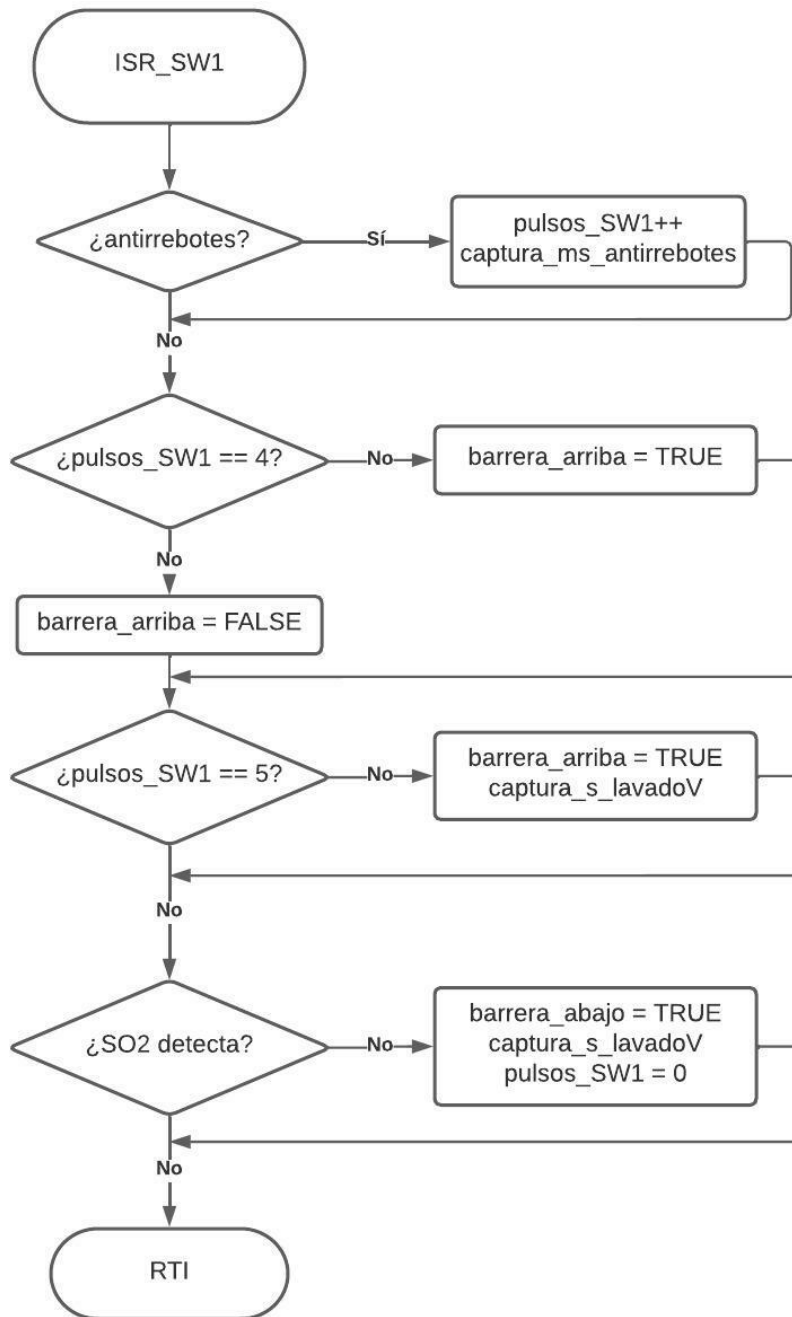 ISR_SW1
¿antirrebotes?
Sí
pulsos_SW1++
captura_ms_antirrebotes
No
¿pulsos_SW1 == 4?
No
barrera_arriba = TRUE
No
barrera_arriba = FALSE
¿pulsos_SW1 == 5?
No
barrera_arriba = TRUE
captura_s_lavadoV
No
¿SO2 detecta?
No
barrera_abajo = TRUE
captura_s_lavadoV
pulsos_SW1 = 0
No
RTI